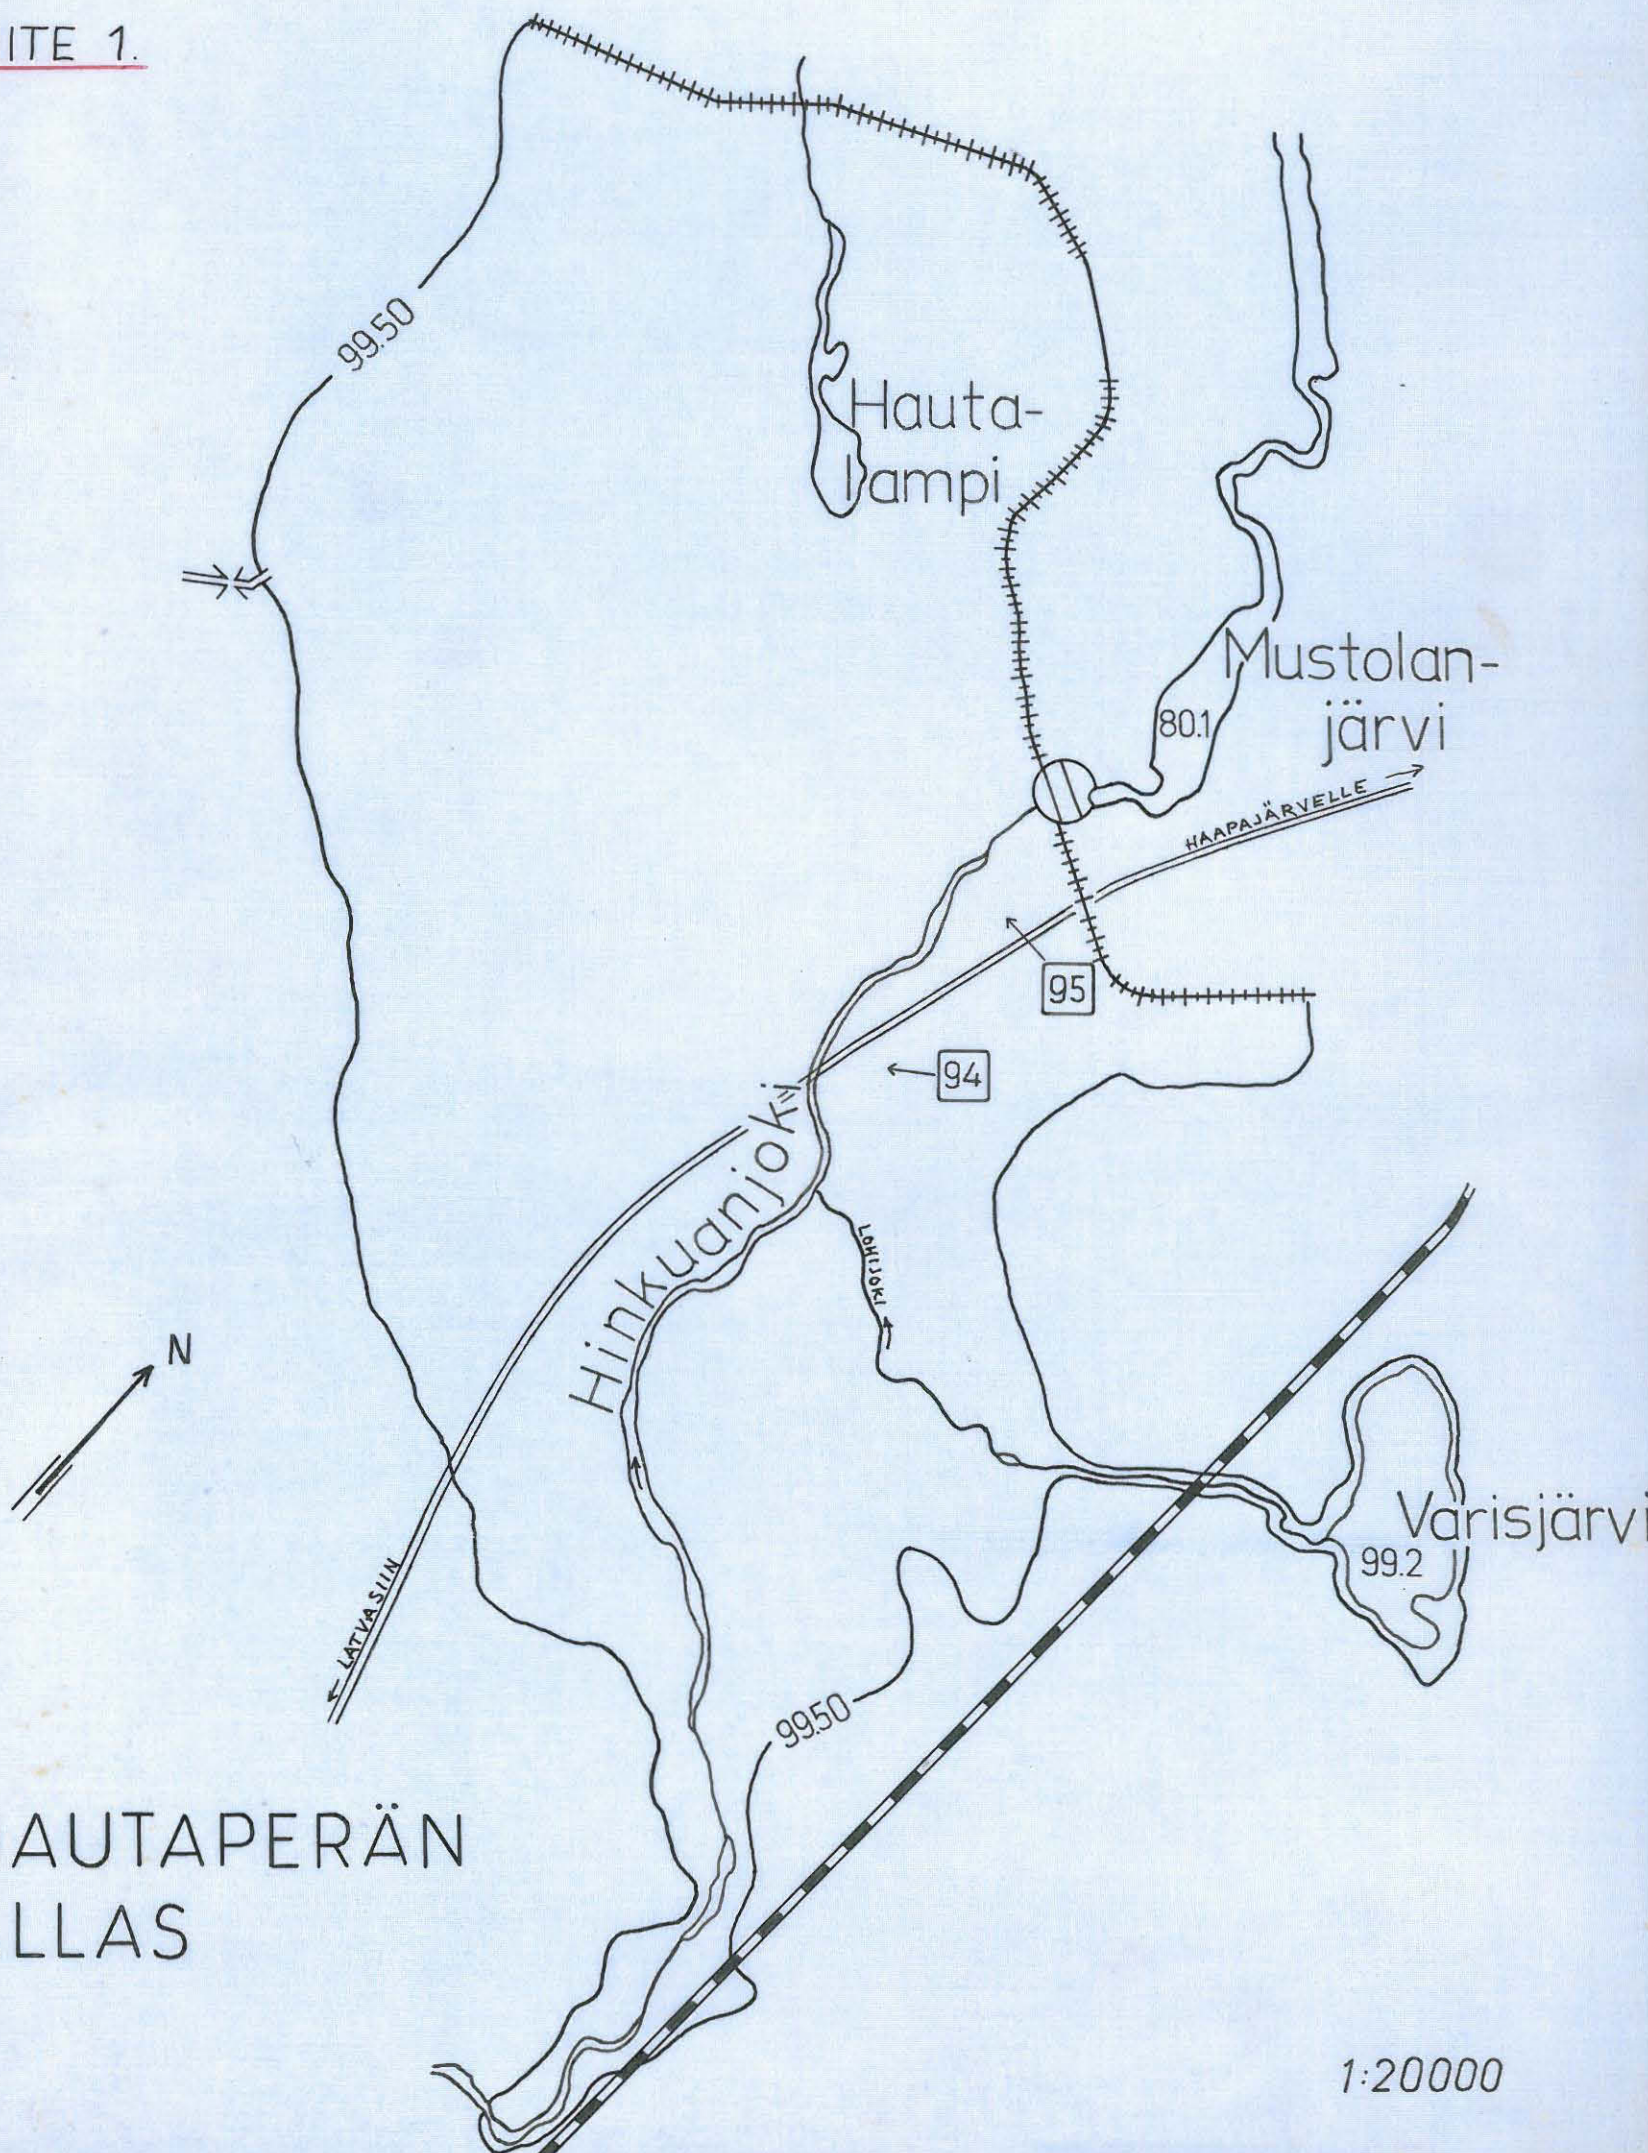 ITE 1.
99.50
Hauta-
lampi
Mustolan-
järvi
80.1
HAAPAJÄRVELLE
95
94
Hinkuanjoki
LOHIJOKI
N
Varisjärvi
99.2
LATVASIIN
99.50
AUTAPERÄN
LLAS
1:20000